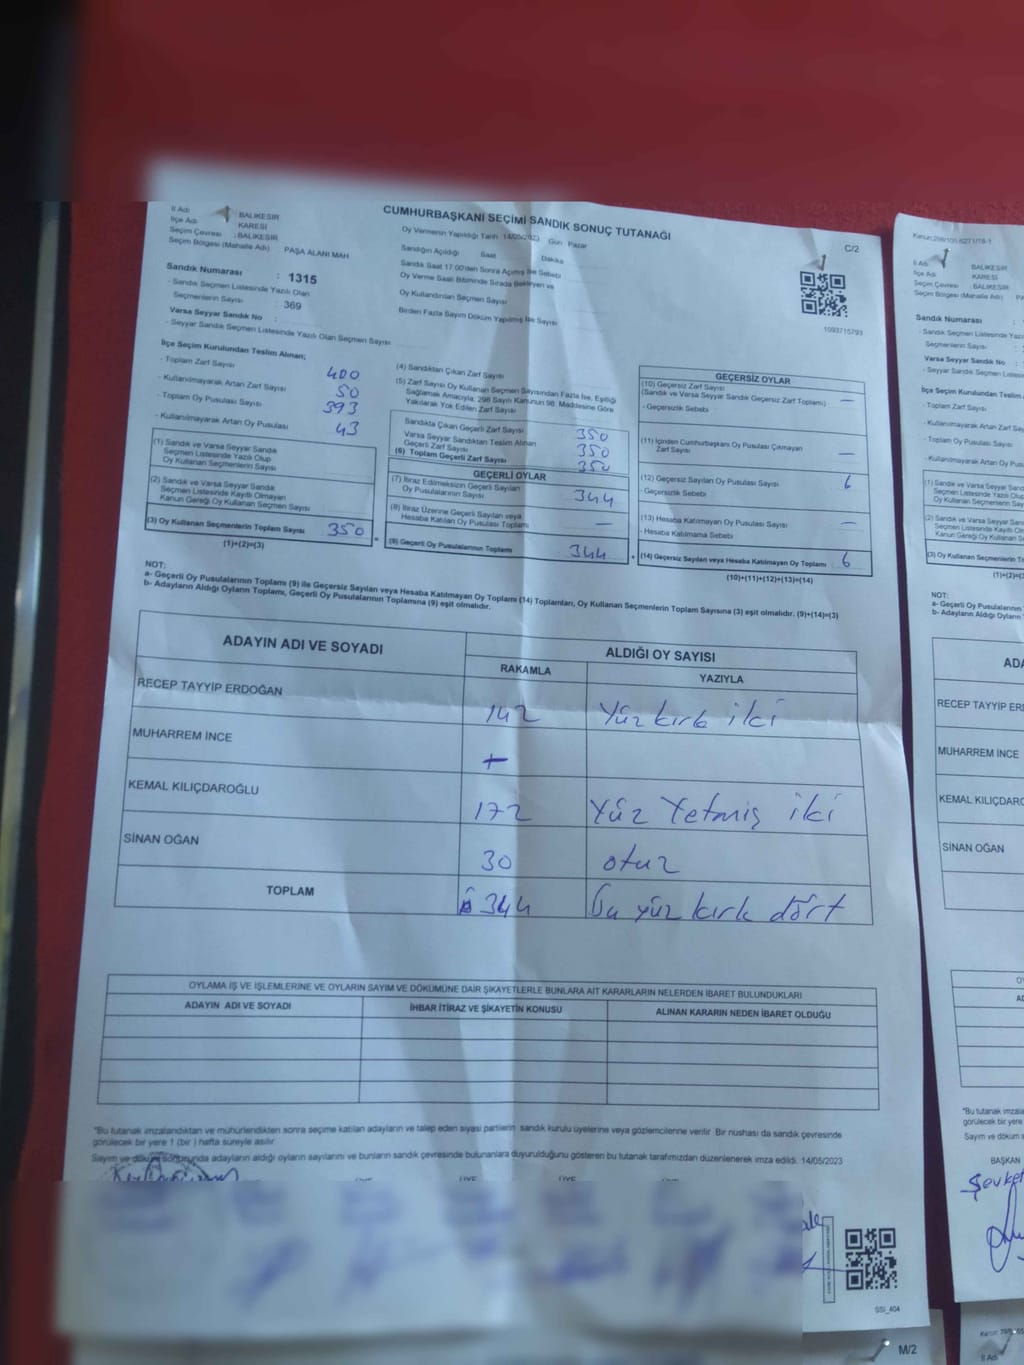 CUMHURBAŞKANI SEÇİMİ SANDIK SONUÇ TUTANAĞI
C/2
İl Adı : BALIKESİR
İlçe Adı : KARESİ
Seçim Çevresi : BALIKESİR
Seçim Bölgesi (Mahalle Adı) PAŞA ALANI MAH
Sandık Numarası : 1315
- Sandık Seçmen Listesinde Yazılı Olan
Seçmenlerin Sayısı : 369
Varsa Seyyar Sandık No :
- Seyyar Sandık Seçmen Listesinde Yazılı Olan Seçmen Sayısı
Oy Vermenin Yapıldığı Tarih 14/05/2023 Gün Pazar
Sandığın Açıldığı Saat Dakika
Sandık Saat 17:00'den Sonra Açılmış İse Sebebi
Oy Verme Saati Bitiminde Sırada Bekleyen ve
Oy Kullandırılan Seçmen Sayısı
Birden Fazla Sayım Döküm Yapılmış İse Sayısı
1093715793
İlçe Seçim Kurulundan Teslim Alınan;
- Toplam Zarf Sayısı 400
- Kullanılmayarak Artan Zarf Sayısı 50
- Toplam Oy Pusulası Sayısı 393
- Kullanılmayarak Artan Oy Pusulası 43
(1) Sandık ve Varsa Seyyar Sandık
Seçmen Listesinde Yazılı Olup
Oy Kullanan Seçmenlerin Sayısı
(2) Sandık ve Varsa Seyyar Sandık
Seçmen Listesinde Kayıtlı Olmayan
Kanun Gereği Oy Kullanan Seçmen Sayısı
(3) Oy Kullanan Seçmenlerin Toplam Sayısı 350
(1)+(2)=(3)
(4) Sandıktan Çıkan Zarf Sayısı
(5) Zarf Sayısı Oy Kullanan Seçmen Sayısından Fazla İse, Eşitliği
Sağlamak Amacıyla, 298 Sayılı Kanunun 98. Maddesine Göre
Yakılarak Yok Edilen Zarf Sayısı
Sandıkta Çıkan Geçerli Zarf Sayısı 350
Varsa Seyyar Sandıktan Teslim Alınan
Geçerli Zarf Sayısı 350
(6) Toplam Geçerli Zarf Sayısı 350
GEÇERLİ OYLAR
(7) İtiraz Edilmeksizin Geçerli Sayılan
Oy Pusulalarının Sayısı 344
(8) İtiraz Üzerine Geçerli Sayılan veya
Hesaba Katılan Oy Pusulası Toplamı —
(9) Geçerli Oy Pusulalarının Toplamı 344
GEÇERSİZ OYLAR
(10) Geçersiz Zarf Sayısı
(Sandık ve Varsa Seyyar Sandık Geçersiz Zarf Toplamı) —
- Geçersizlik Sebebi
(11) İçinden Cumhurbaşkanı Oy Pusulası Çıkmayan
Zarf Sayısı —
(12) Geçersiz Sayılan Oy Pusulası Sayısı 6
- Geçersizlik Sebebi
(13) Hesaba Katılmayan Oy Pusulası Sayısı —
- Hesaba Katılmama Sebebi
(14) Geçersiz Sayılan veya Hesaba Katılmayan Oy Toplamı 6
(10)+(11)+(12)+(13)=(14)
NOT:
a- Geçerli Oy Pusulalarının Toplamı (9) ile Geçersiz Sayılan veya Hesaba Katılmayan Oy Toplamı (14) Toplamları, Oy Kullanan Seçmenlerin Toplam Sayısına (3) eşit olmalıdır. (9)+(14)=(3)
b- Adayların Aldığı Oyların Toplamı, Geçerli Oy Pusulalarının Toplamına (9) eşit olmalıdır.
ADAYIN ADI VE SOYADI
ALDIĞI OY SAYISI
RAKAMLA YAZIYLA
RECEP TAYYİP ERDOĞAN 142 Yüz kırk iki
MUHARREM İNCE
KEMAL KILIÇDAROĞLU 172 Yüz Yetmiş iki
SİNAN OĞAN 30 otuz
TOPLAM 344 yüz kırk dört
OYLAMA İŞ VE İŞLEMLERİNE VE OYLARIN SAYIM VE DÖKÜMÜNE DAİR ŞİKAYETLERLE BUNLARA AİT KARARLARIN NELERDEN İBARET BULUNDUKLARI
ADAYIN ADI VE SOYADI İHBAR İTİRAZ VE ŞİKAYETİN KONUSU ALINAN KARARIN NEDEN İBARET OLDUĞU
*Bu tutanak imzalandıktan ve mühürlendikten sonra seçime katılan adayların ve talep eden siyasi partilerin sandık kurulu üyelerine veya gözlemcilerine verilir. Bir nüshası da sandık çevresinde
görülecek bir yere 1 (bir) hafta süreyle asılır.
Sayım ve döküm sonucunda adayların aldığı oyların sayılarını ve bunların sandık çevresinde bulunanlara duyurulduğunu gösteren bu tutanak tarafımızdan düzenlenerek imza edildi. 14/05/2023
SSİ_404
M/2
İl Adı BALIKESİR
İlçe Adı KARESİ
Seçim Çevresi : BALIKESİR
Seçim Bölgesi (Mahalle Adı)
Sandık Numarası
Seçmenlerin Sayısı
Varsa Seyyar Sandık No
NOT:
RECEP TAYYİP
MUHARREM İNCE
SİNAN OĞAN
*Bu tutanak
görülecek bir yere
Sayım ve döküm
BAŞKAN
Şevket